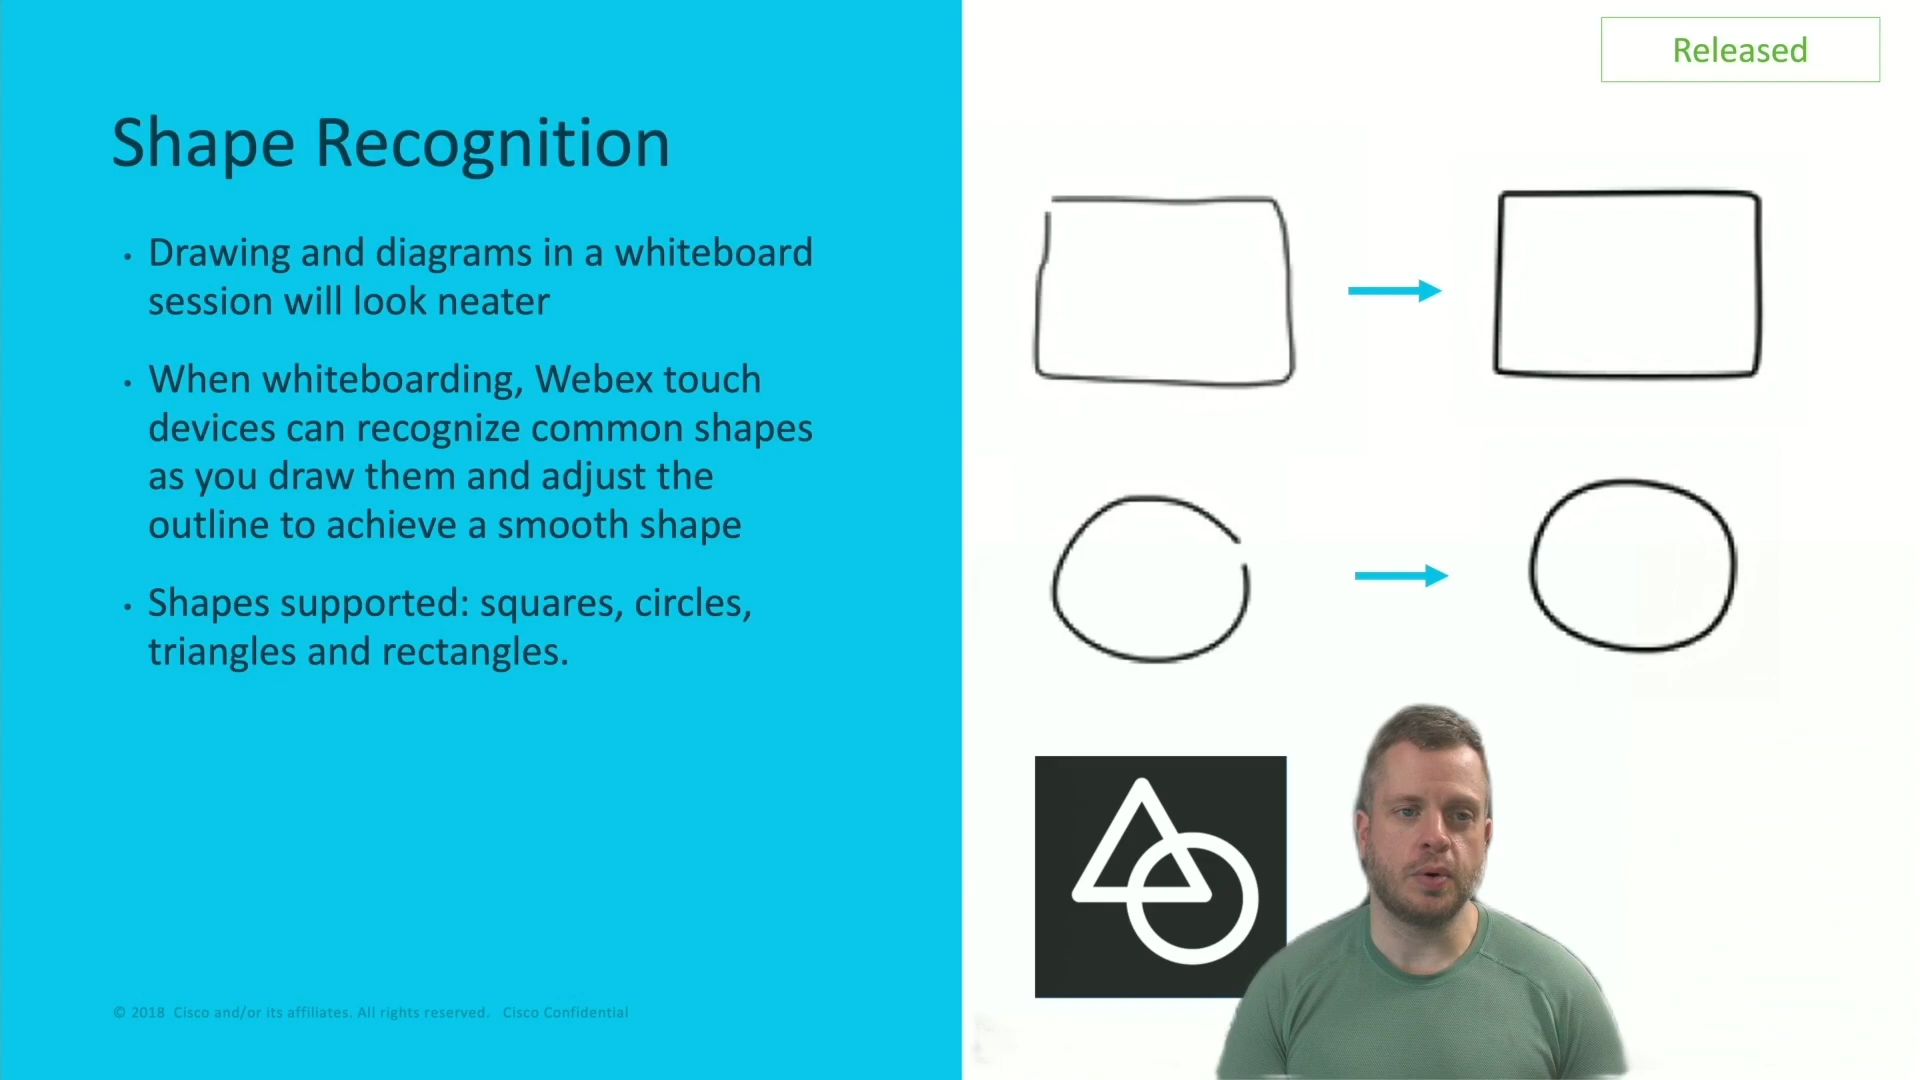 Released
Shape Recognition
• Drawing and diagrams in a whiteboard
session will look neater
• When whiteboarding, Webex touch
devices can recognize common shapes
as you draw them and adjust the
outline to achieve a smooth shape
• Shapes supported: squares, circles,
triangles and rectangles.
© 2018 Cisco and/or its affiliates. All rights reserved. Cisco Confidential